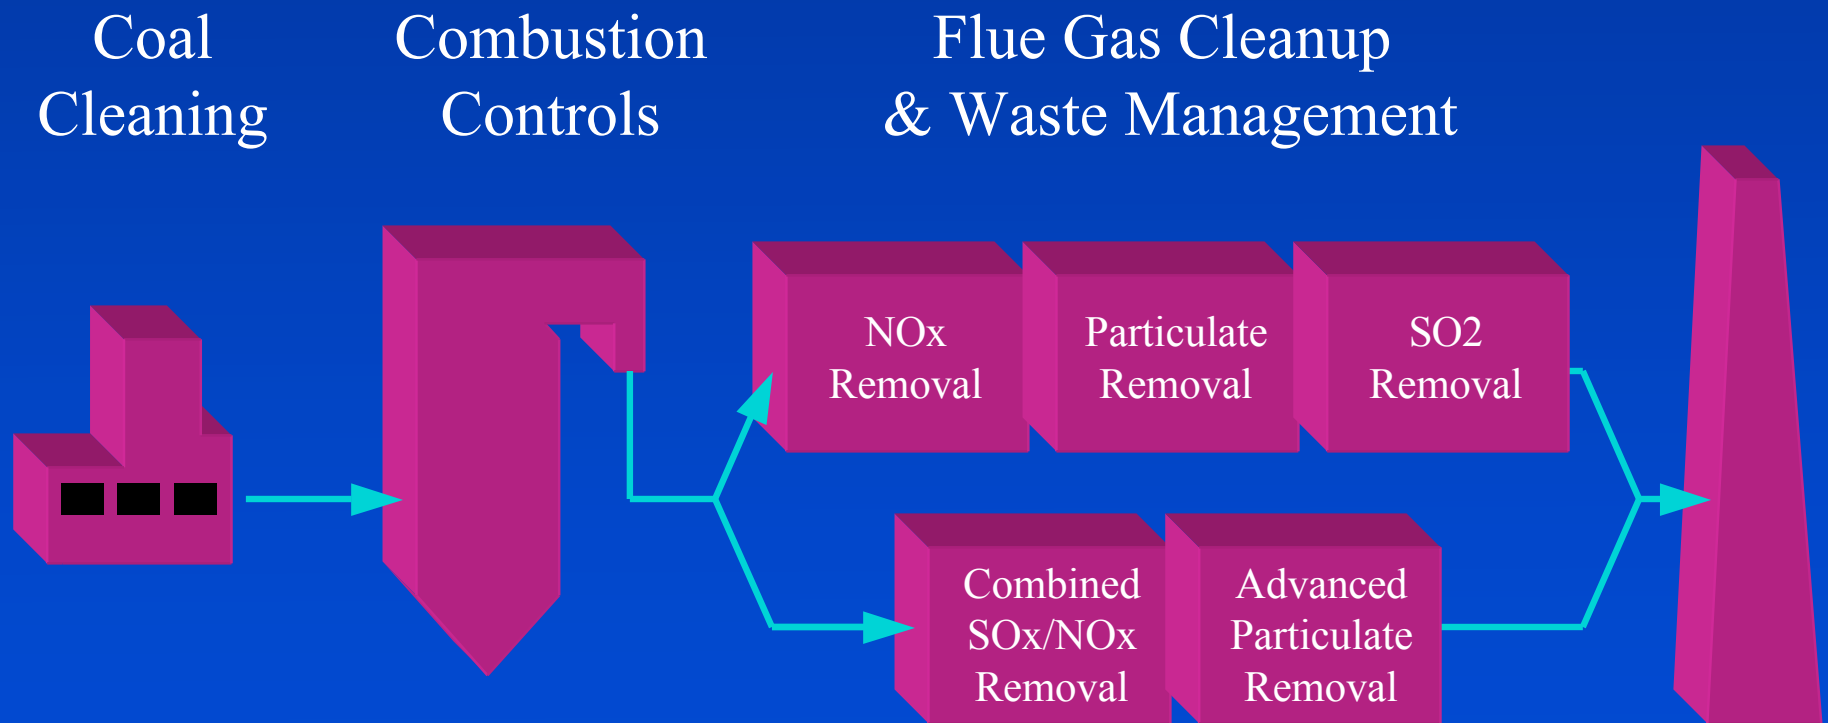 Coal
Cleaning
Combustion
Controls
Flue Gas Cleanup
& Waste Management
NOx
Removal
Particulate
Removal
SO2
Removal
Combined
SOx/NOx
Removal
Advanced
Particulate
Removal